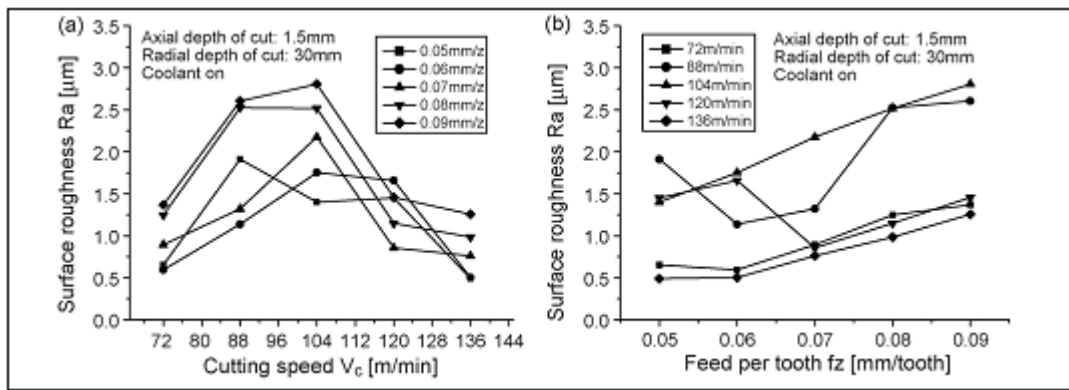 (a)
Axial depth of cut: 1.5mm
Radial depth of cut: 30mm
Coolant on
0.05mm/z
0.06mm/z
0.07mm/z
0.08mm/z
0.09mm/z
Surface roughness Ra [µm]
3.5
3.0
2.5
2.0
1.5
1.0
0.5
0.0
72 80 88 96 104 112 120 128 136 144
Cutting speed Vc [m/min]
(b)
72m/min
88m/min
104m/min
120m/min
136m/min
Axial depth of cut: 1.5mm
Radial depth of cut: 30mm
Coolant on
Surface roughness Ra [µm]
3.5
3.0
2.5
2.0
1.5
1.0
0.5
0.0
0.05 0.06 0.07 0.08 0.09
Feed per tooth fz [mm/tooth]